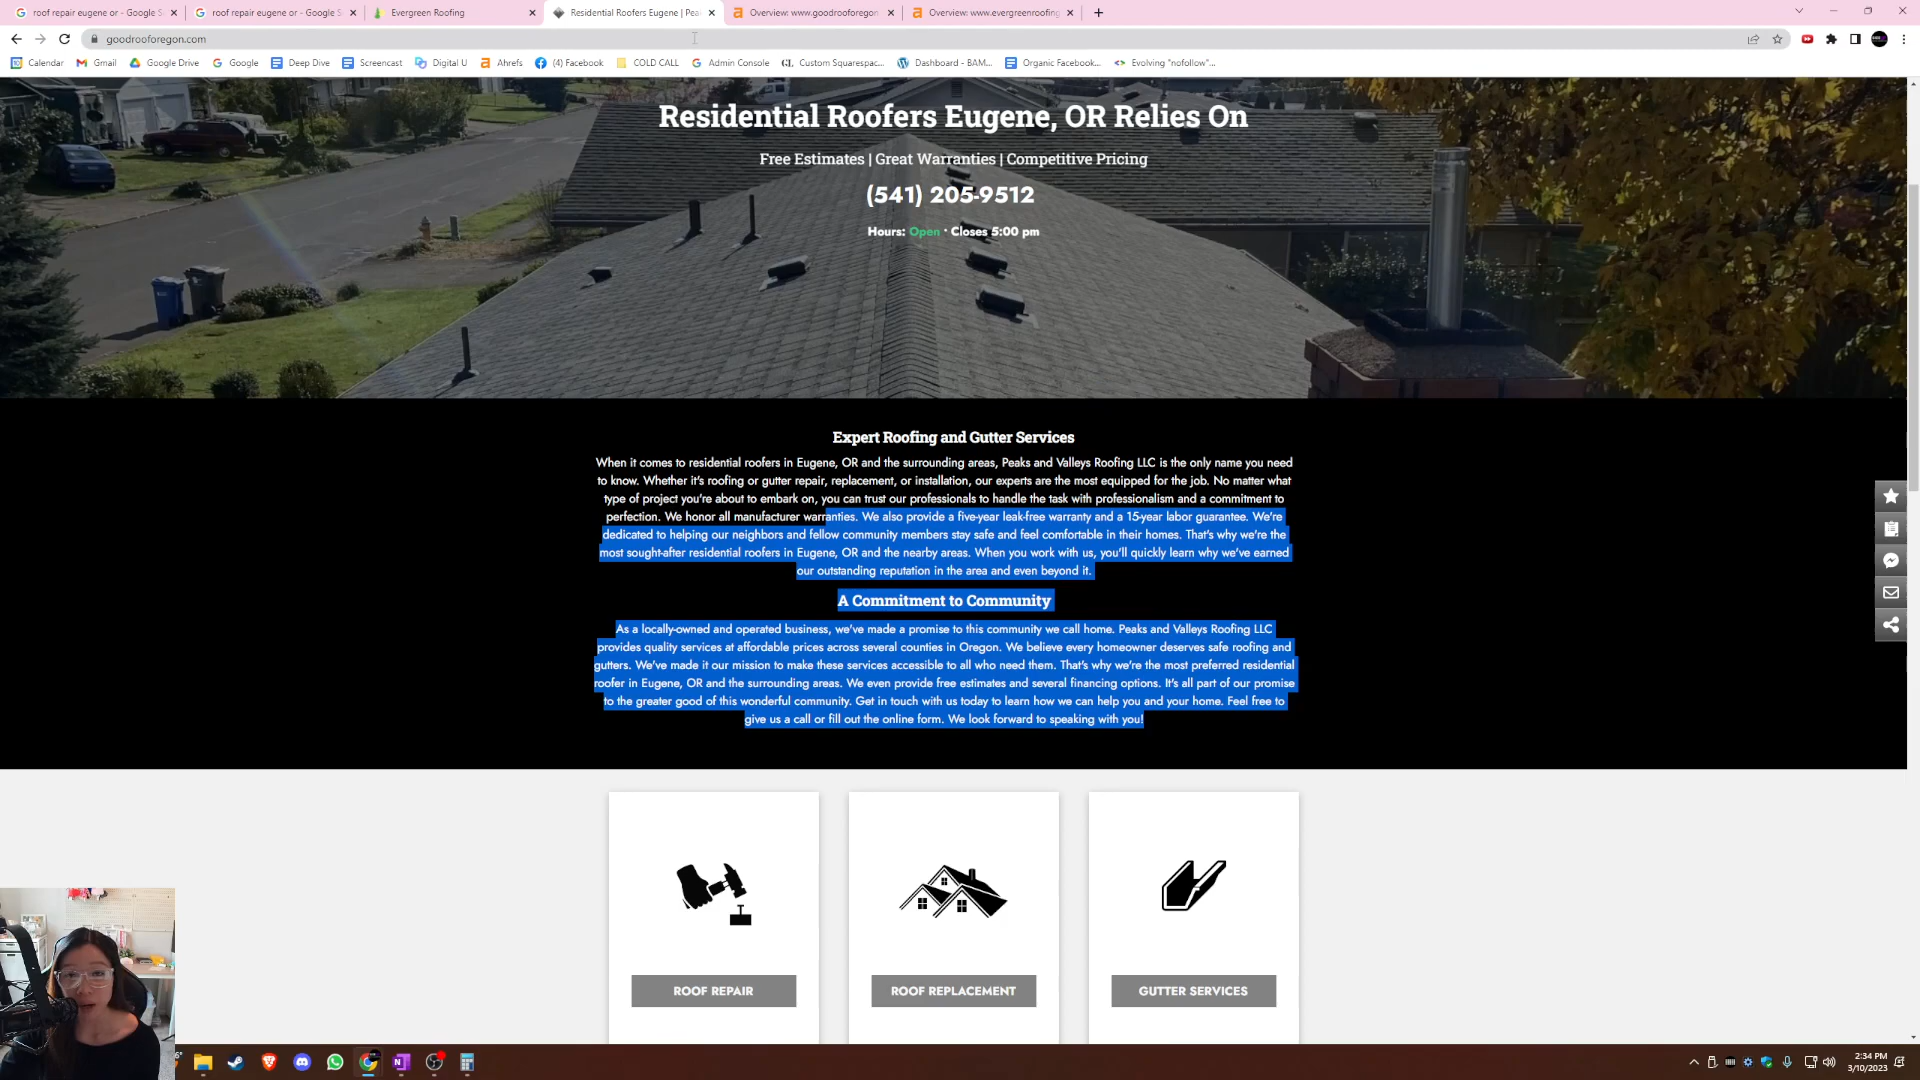 roof repair eugene or - Google S
roof repair eugene or - Google S
Evergreen Roofing
Residential Roofers Eugene | Pea
Overview: www.goodrooforegon
Overview: www.evergreenroofing
goodrooforegon.com
Calendar
Gmail
Google Drive
Google
Deep Dive
Screencast
Digital U
Ahrefs
(4) Facebook
COLD CALL
Admin Console
Custom Squarespac...
Dashboard - BAM...
Organic Facebook...
Evolving "nofollow"...
Residential Roofers Eugene, OR Relies On
Free Estimates | Great Warranties | Competitive Pricing
(541) 205-9512
Hours: Open · Closes 5:00 pm
Expert Roofing and Gutter Services
When it comes to residential roofers in Eugene, OR and the surrounding areas, Peaks and Valleys Roofing LLC is the only name you need
to know. Whether it's roofing or gutter repair, replacement, or installation, our experts are the most equipped for the job. No matter what
type of project you're about to embark on, you can trust our professionals to handle the task with professionalism and a commitment to
perfection. We honor all manufacturer warranties. We also provide a five-year leak-free warranty and a 15-year labor guarantee. We're
dedicated to helping our neighbors and fellow community members stay safe and feel comfortable in their homes. That's why we're the
most sought-after residential roofers in Eugene, OR and the nearby areas. When you work with us, you'll quickly learn why we've earned
our outstanding reputation in the area and even beyond it.
A Commitment to Community
As a locally-owned and operated business, we've made a promise to this community we call home. Peaks and Valleys Roofing LLC
provides quality services at affordable prices across several counties in Oregon. We believe every homeowner deserves safe roofing and
gutters. We've made it our mission to make these services accessible to all who need them. That's why we're the most preferred residential
roofer in Eugene, OR and the surrounding areas. We even provide free estimates and several financing options. It's all part of our promise
to the greater good of this wonderful community. Get in touch with us today to learn how we can help you and your home. Feel free to
give us a call or fill out the online form. We look forward to speaking with you!
ROOF REPAIR
ROOF REPLACEMENT
GUTTER SERVICES
2:34 PM
3/10/2023